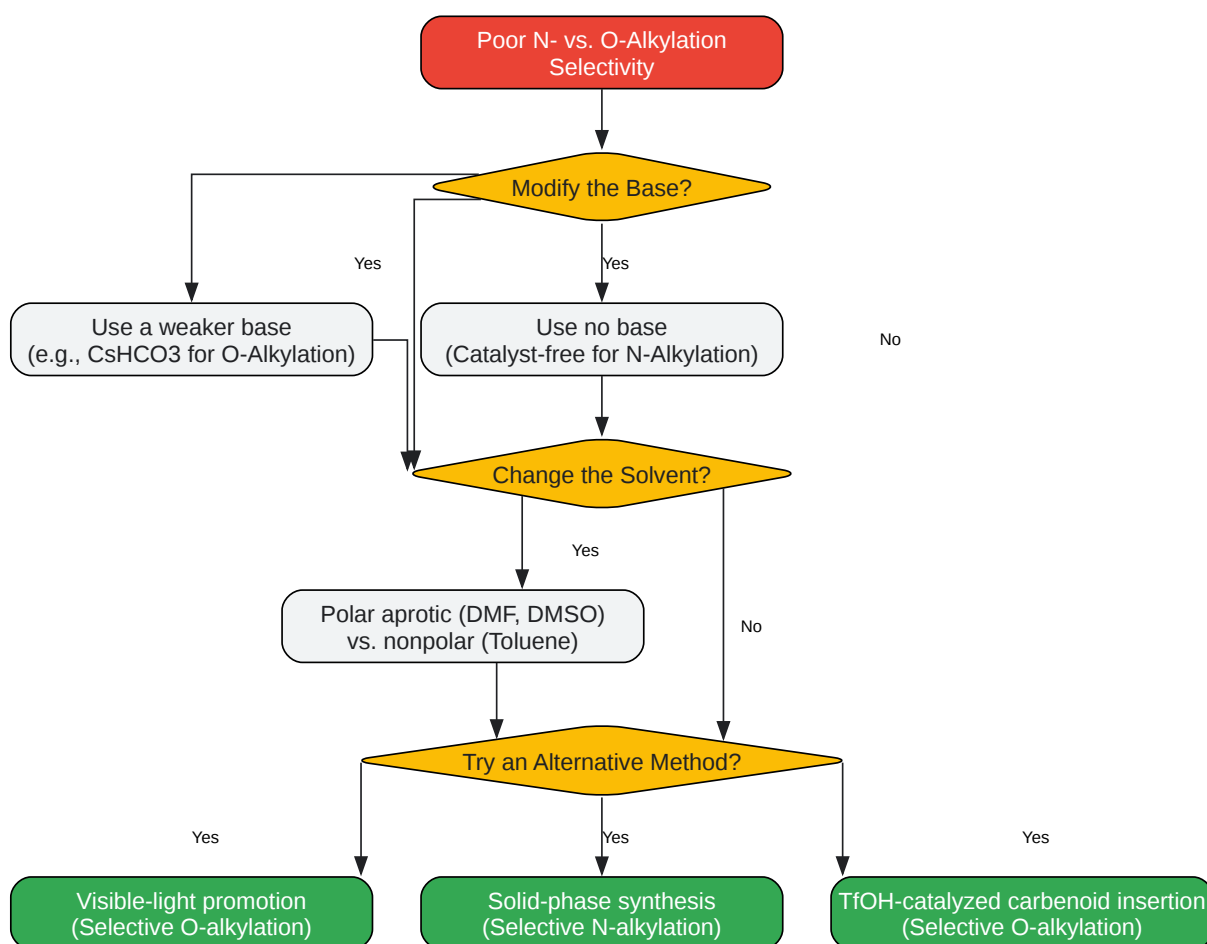 Poor N- vs. O-Alkylation
Selectivity
Modify the Base?
Yes
Yes
Use a weaker base
(e.g., CsHCO3 for O-Alkylation)
Use no base
(Catalyst-free for N-Alkylation)
No
Change the Solvent?
Yes
Polar aprotic (DMF, DMSO)
vs. nonpolar (Toluene)
No
Try an Alternative Method?
Yes
Yes
Yes
Visible-light promotion
(Selective O-alkylation)
Solid-phase synthesis
(Selective N-alkylation)
TfOH-catalyzed carbenoid insertion
(Selective O-alkylation)